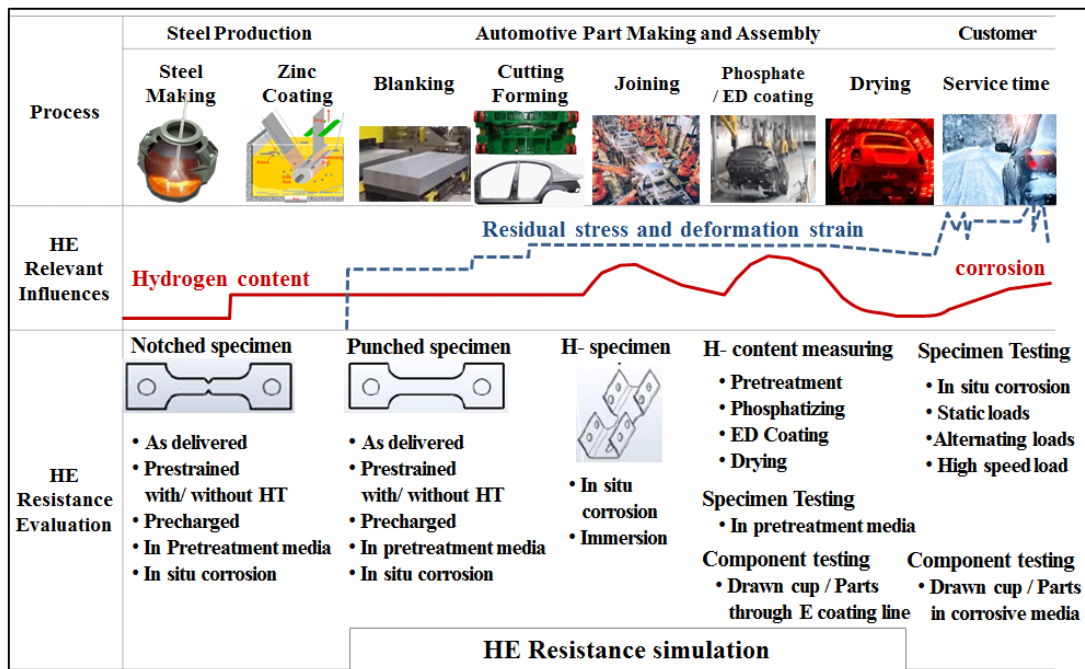 Steel Production
Automotive Part Making and Assembly
Customer
Process
Steel
Making
Zinc
Coating
Blanking
Cutting
Forming
Joining
Phosphate
/ ED coating
Drying
Service time
HE
Relevant
Influences
Hydrogen content
Residual stress and deformation strain
corrosion
HE
Resistance
Evaluation
Notched specimen
• As delivered
• Prestrained
with/ without HT
• Precharged
• In Pretreatment media
• In situ corrosion
Punched specimen
• As delivered
• Prestrained
with/ without HT
• Precharged
• In pretreatment media
• In situ corrosion
H- specimen
• In situ
corrosion
• Immersion
H- content measuring
• Pretreatment
• Phosphatizing
• ED Coating
• Drying
Specimen Testing
• In pretreatment media
Component testing
• Drawn cup / Parts
through E coating line
Specimen Testing
• In situ corrosion
• Static loads
• Alternating loads
• High speed load
Component testing
• Drawn cup / Parts
in corrosive media
HE Resistance simulation